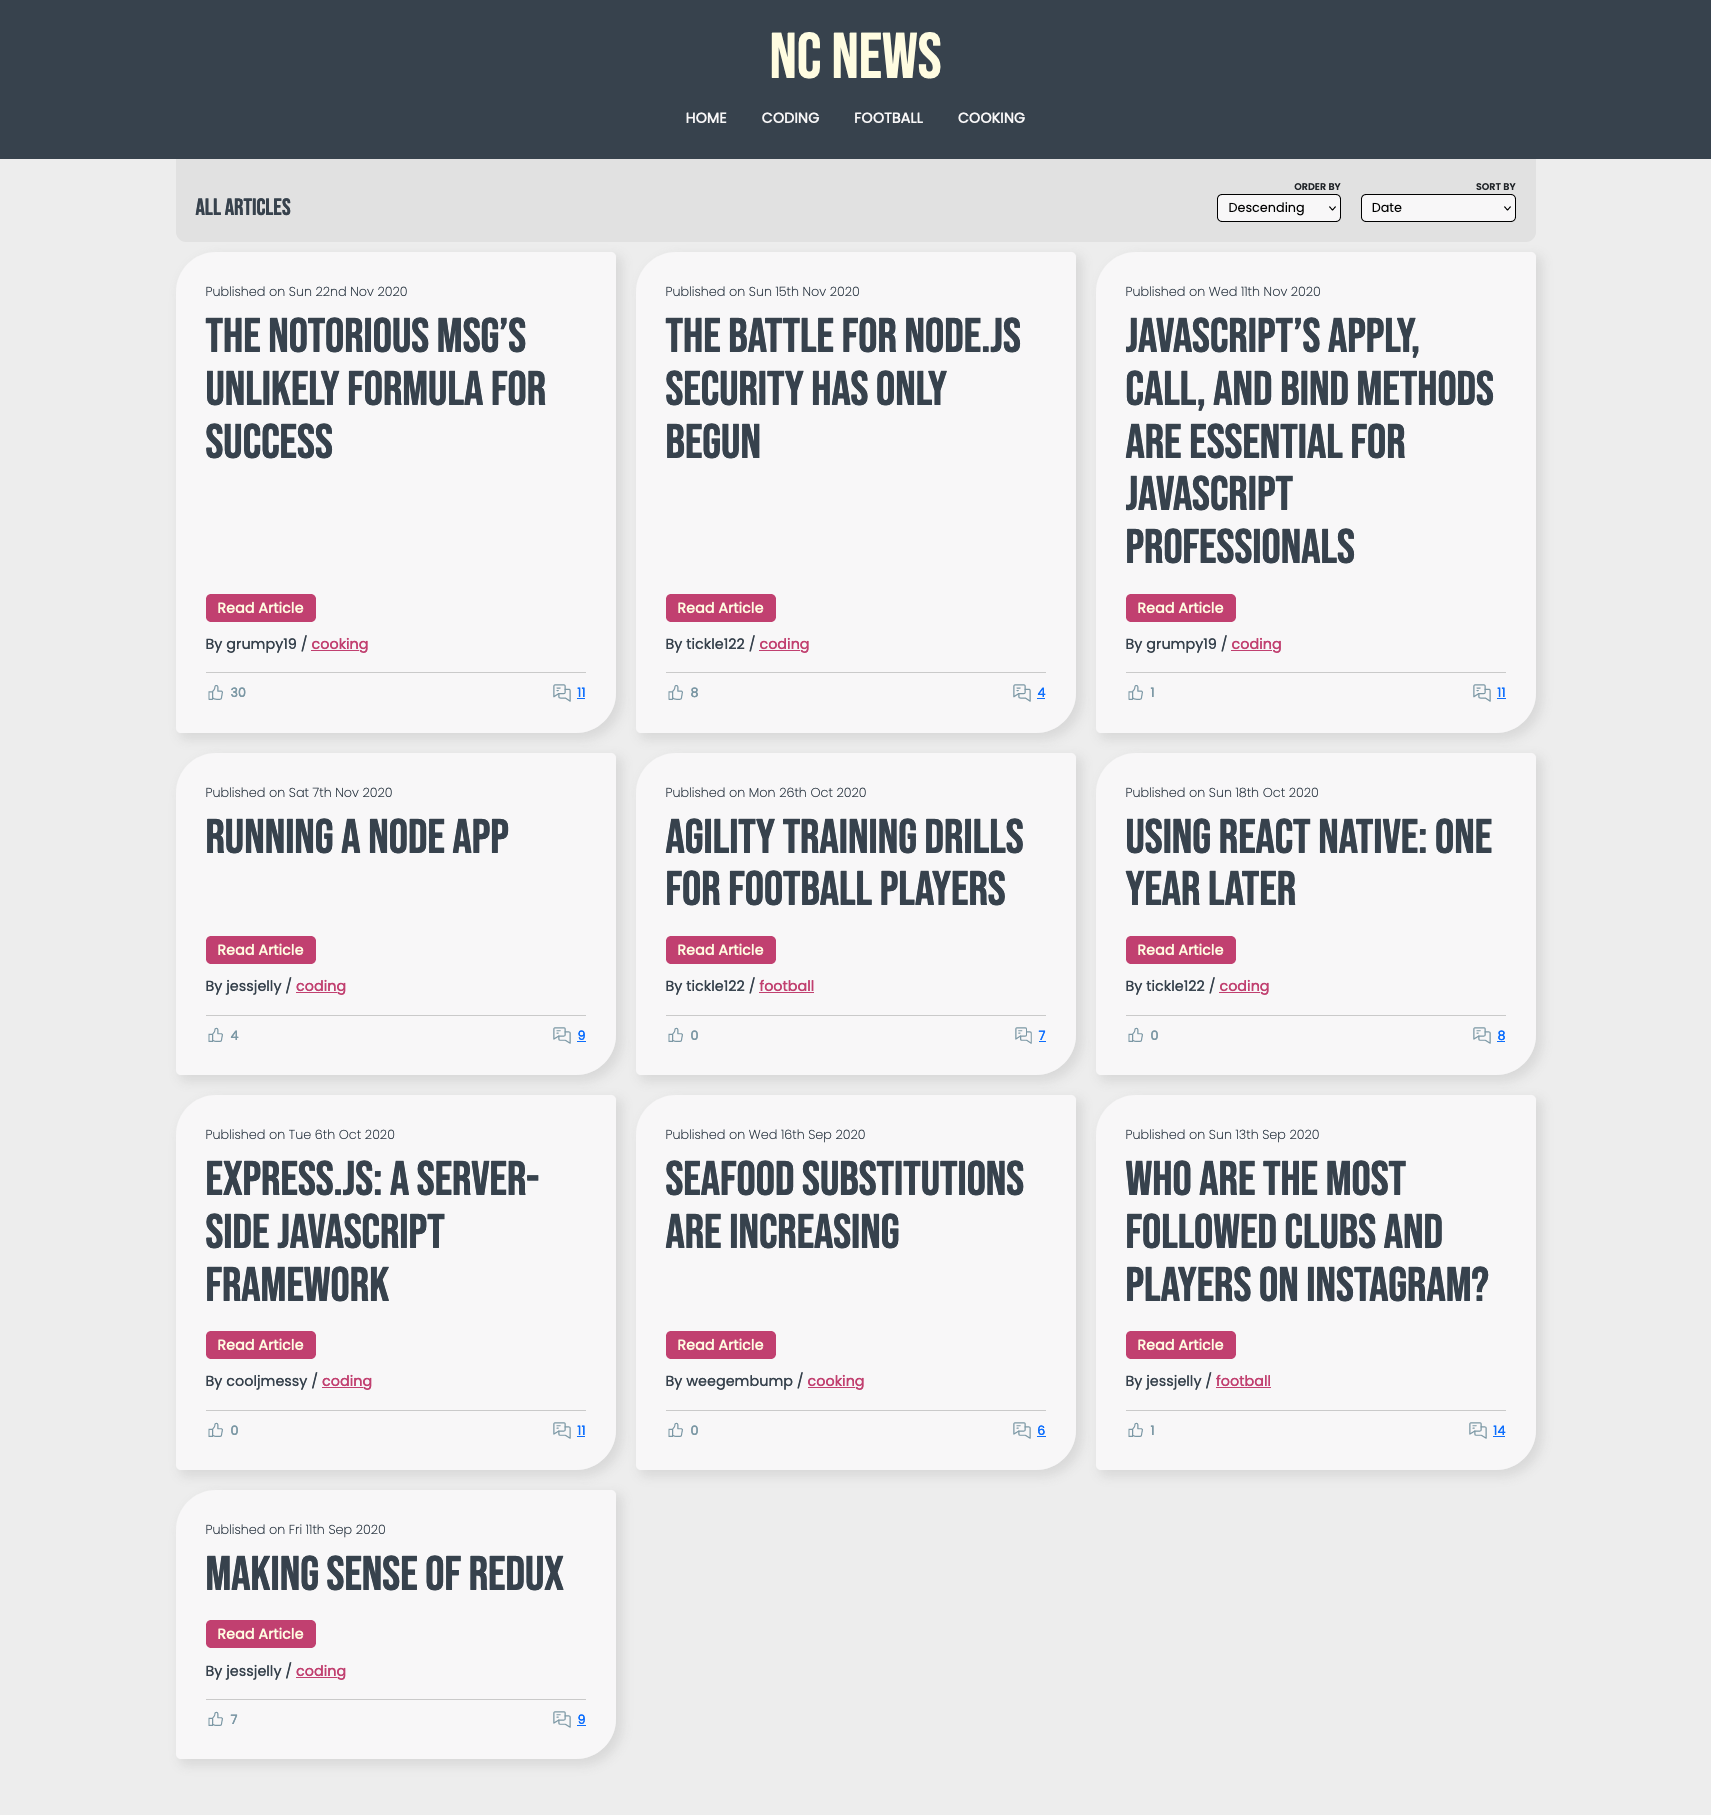 NC NEWS
HOME CODING FOOTBALL COOKING
ALL ARTICLES
ORDER BY
Descending
SORT BY
Date
Published on Sun 22nd Nov 2020
THE NOTORIOUS MSG’S
UNLIKELY FORMULA FOR
SUCCESS
Read Article
By grumpy19 / cooking
30 11
Published on Sun 15th Nov 2020
THE BATTLE FOR NODE.JS
SECURITY HAS ONLY
BEGUN
Read Article
By tickle122 / coding
8 4
Published on Wed 11th Nov 2020
JAVASCRIPT’S APPLY,
CALL, AND BIND METHODS
ARE ESSENTIAL FOR
JAVASCRIPT
PROFESSIONALS
Read Article
By grumpy19 / coding
1 11
Published on Sat 7th Nov 2020
RUNNING A NODE APP
Read Article
By jessjelly / coding
4 9
Published on Mon 26th Oct 2020
AGILITY TRAINING DRILLS
FOR FOOTBALL PLAYERS
Read Article
By tickle122 / football
0 7
Published on Sun 18th Oct 2020
USING REACT NATIVE: ONE
YEAR LATER
Read Article
By tickle122 / coding
0 8
Published on Tue 6th Oct 2020
EXPRESS.JS: A SERVER-
SIDE JAVASCRIPT
FRAMEWORK
Read Article
By cooljmessy / coding
0 11
Published on Wed 16th Sep 2020
SEAFOOD SUBSTITUTIONS
ARE INCREASING
Read Article
By weegembump / cooking
0 6
Published on Sun 13th Sep 2020
WHO ARE THE MOST
FOLLOWED CLUBS AND
PLAYERS ON INSTAGRAM?
Read Article
By jessjelly / football
1 14
Published on Fri 11th Sep 2020
MAKING SENSE OF REDUX
Read Article
By jessjelly / coding
7 9